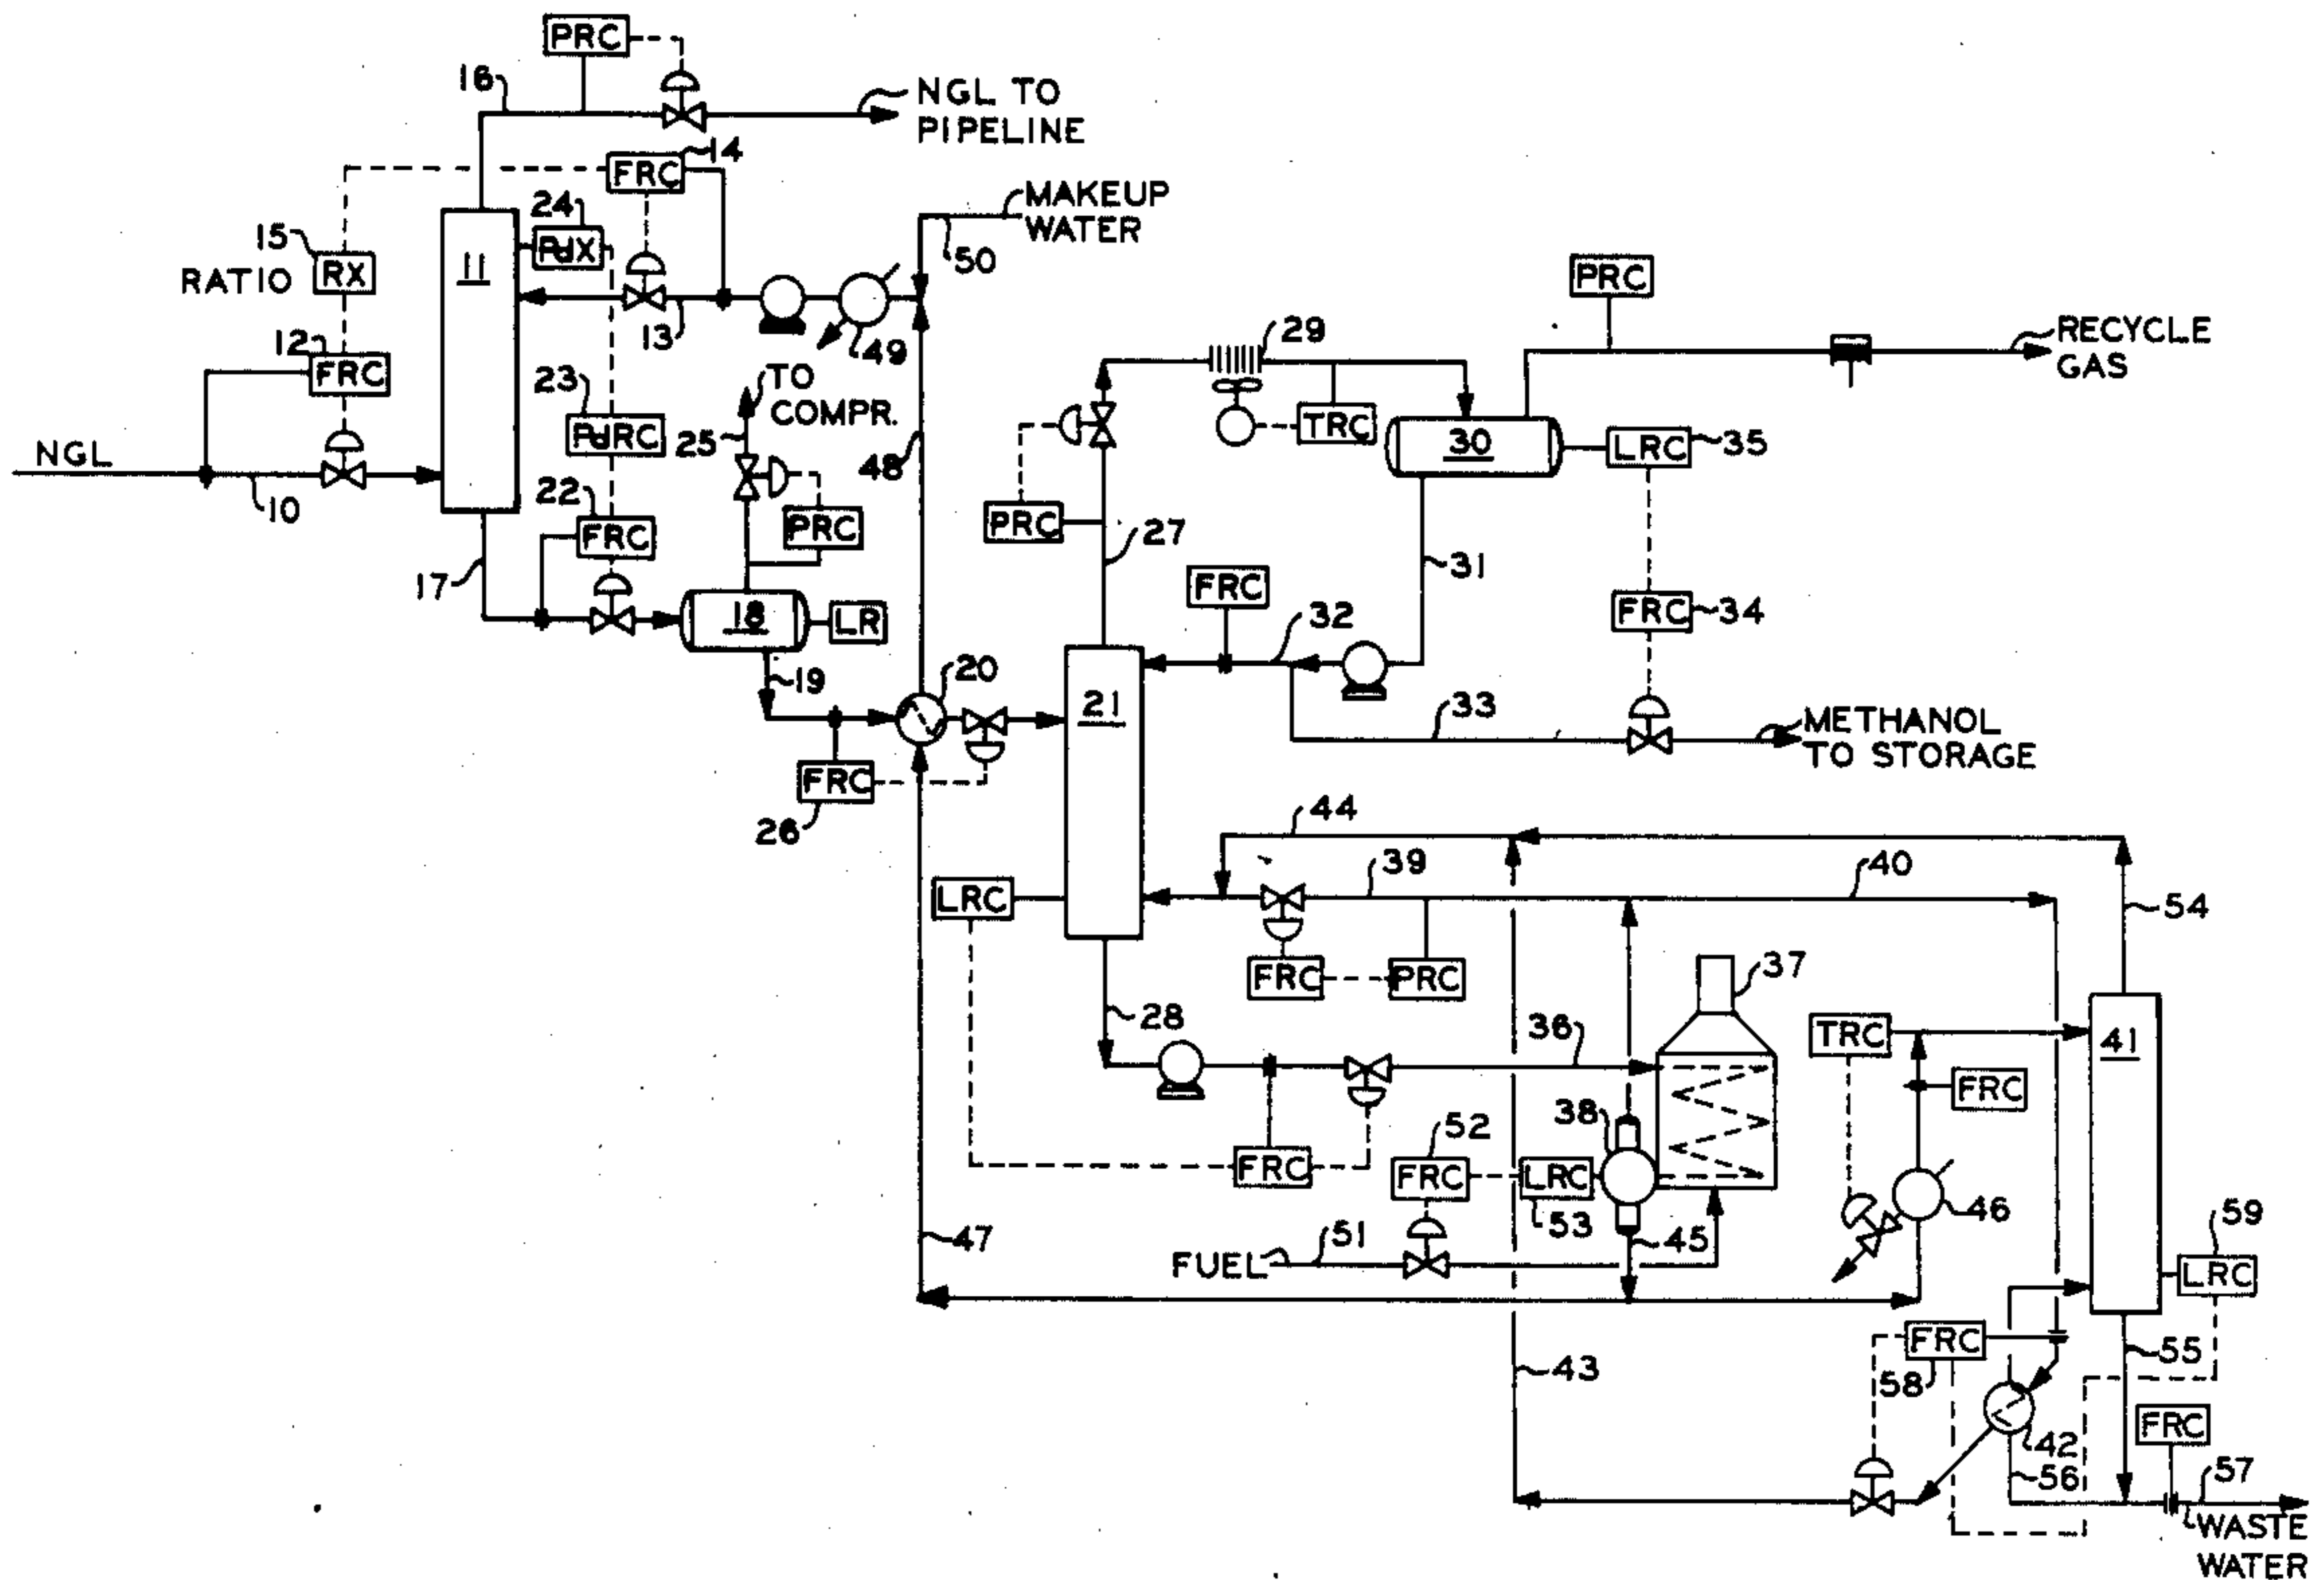 PRC
16
NGL TO
PIPELINE
14
FRC
24
PdX
MAKEUP
WATER
50
15
RATIO
RX
11
13
49
12
FRC
NGL
10
23
PdRC
22
FRC
17
TO
COMPR.
25
PRC
48
18
LR
19
20
FRC
26
29
TRC
PRC
RECYCLE
GAS
30
LRC
35
PRC
27
31
FRC
34
FRC
32
21
33
METHANOL
TO STORAGE
44
39
40
LRC
FRC
PRC
54
28
36
37
TRC
41
FRC
38
52
FRC
LRC
53
FRC
46
47
FUEL
51
45
59
LRC
FRC
58
55
43
42
FRC
56
57
WASTE
WATER